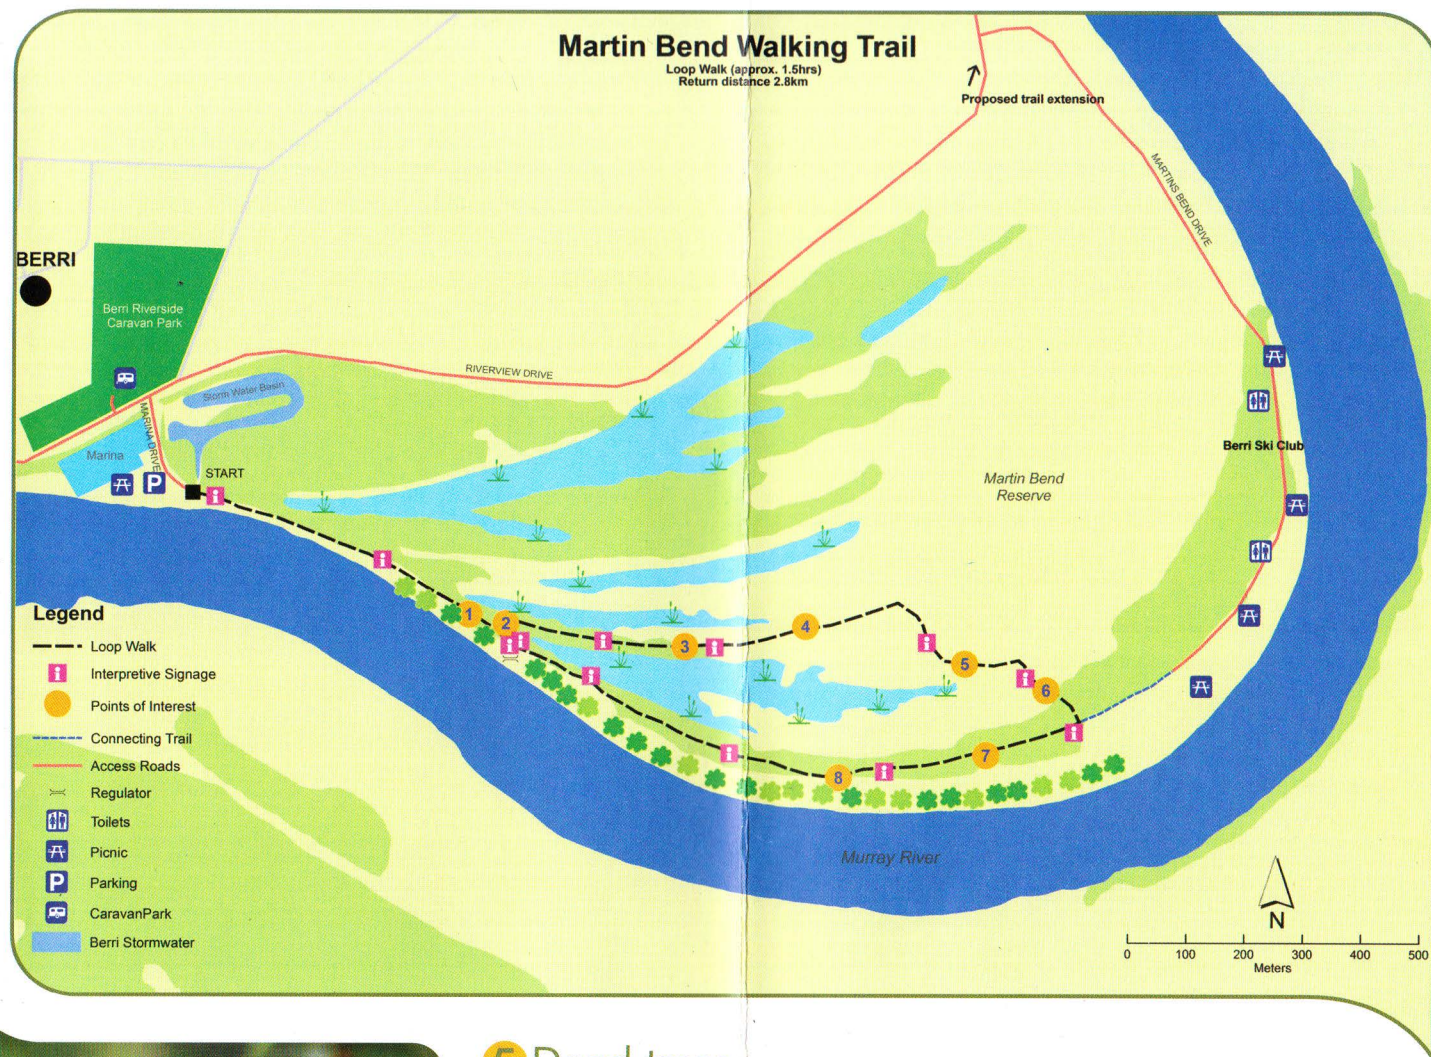 Martin Bend Walking Trail
Loop Walk (approx. 1.5hrs)
Return distance 2.8km
Proposed trail extension
MARTINS BEND DRIVE
BERRI
Berri Riverside
Caravan Park
RIVERVIEW DRIVE
Storm Water Basin
MARINA DRIVE
Marina
P
START
Berri Ski Club
Martin Bend
Reserve
1
2
3
4
5
6
7
8
Murray River
Legend
Loop Walk
Interpretive Signage
Points of Interest
Connecting Trail
Access Roads
Regulator
Toilets
Picnic
P Parking
CaravanPark
Berri Stormwater
N
0 100 200 300 400 500
Meters
5